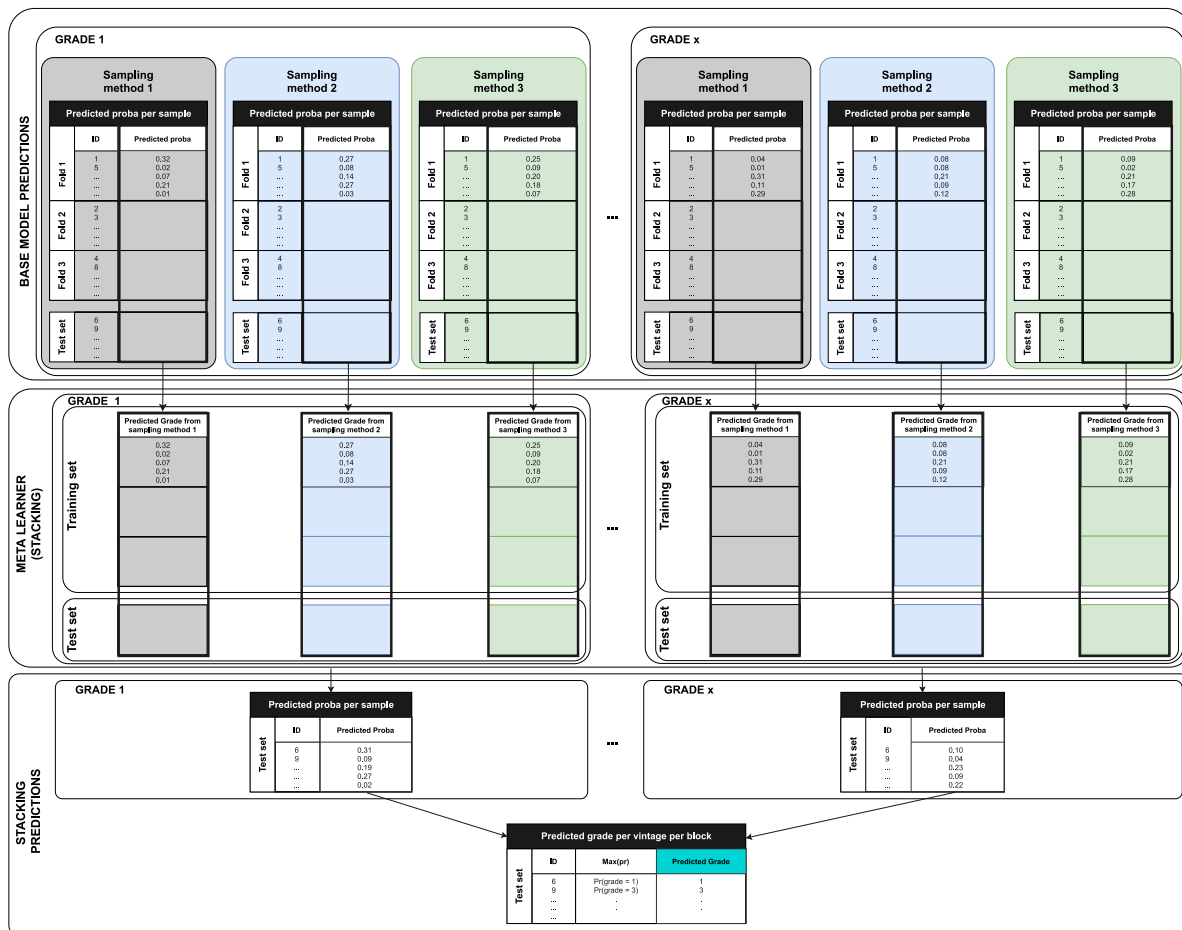 BASE MODEL PREDICTIONS
GRADE 1
Sampling
method 1
Predicted proba per sample
ID
Predicted proba
Fold 1
1
5
...
...
...
0.32
0.02
0.07
0.21
0.01
Fold 2
2
3
...
...
...
Fold 3
4
8
...
...
...
Test set
6
9
...
...
...
Sampling
method 2
Predicted proba per sample
ID
Predicted Proba
Fold 1
1
5
...
...
...
0.27
0.08
0,14
0.27
0.03
Fold 2
2
3
...
...
...
Fold 3
4
8
...
...
...
Test set
6
9
...
...
...
Sampling
method 3
Predicted proba per sample
ID
Predicted Proba
Fold 1
1
5
...
...
...
0.25
0.09
0.20
0.18
0.07
Fold 2
2
3
...
...
...
Fold 3
4
8
...
...
...
Test set
6
9
...
...
...
...
GRADE x
Sampling
method 1
Predicted proba per sample
ID
Predicted Proba
Fold 1
1
5
...
...
...
0.04
0.01
0.31
0.11
0.29
Fold 2
2
3
...
...
...
Fold 3
4
8
...
...
...
Test set
6
9
...
...
...
Sampling
method 2
Predicted proba per sample
ID
Predicted Proba
Fold 1
1
5
...
...
...
0.08
0.08
0,21
0.09
0.12
Fold 2
2
3
...
...
...
Fold 3
4
8
...
...
...
Test set
6
9
...
...
...
Sampling
method 3
Predicted proba per sample
ID
Predicted Proba
Fold 1
1
5
...
...
...
0.09
0.02
0.21
0.17
0.28
Fold 2
2
3
...
...
...
Fold 3
4
8
...
...
...
Test set
6
9
...
...
...
META LEARNER
(STACKING)
GRADE 1
Training set
Predicted Grade from
sampling method 1
0.32
0.02
0.07
0.21
0.01
Predicted Grade from
sampling method 2
0.27
0.08
0,14
0.27
0.03
Predicted Grade from
sampling method 3
0.25
0.09
0.20
0.18
0.07
Test set
...
GRADE x
Training set
Predicted Grade from
sampling method 1
0.04
0.01
0.31
0.11
0.29
Predicted Grade from
sampling method 2
0.08
0.08
0,21
0.09
0.12
Predicted Grade from
sampling method 3
0.09
0.02
0.21
0.17
0.28
Test set
STACKING
PREDICTIONS
GRADE 1
Predicted proba per sample
Test set
ID
Predicted Proba
6
9
...
...
...
0.31
0.09
0.19
0.27
0.02
...
GRADE x
Predicted proba per sample
Test set
ID
Predicted Proba
6
9
...
...
...
0.10
0.04
0.23
0.09
0.22
Predicted grade per vintage per block
Test set
ID
Max(pr)
Predicted Grade
6
Pr(grade = 1)
1
9
Pr(grade = 3)
3
... . .
... . .
...